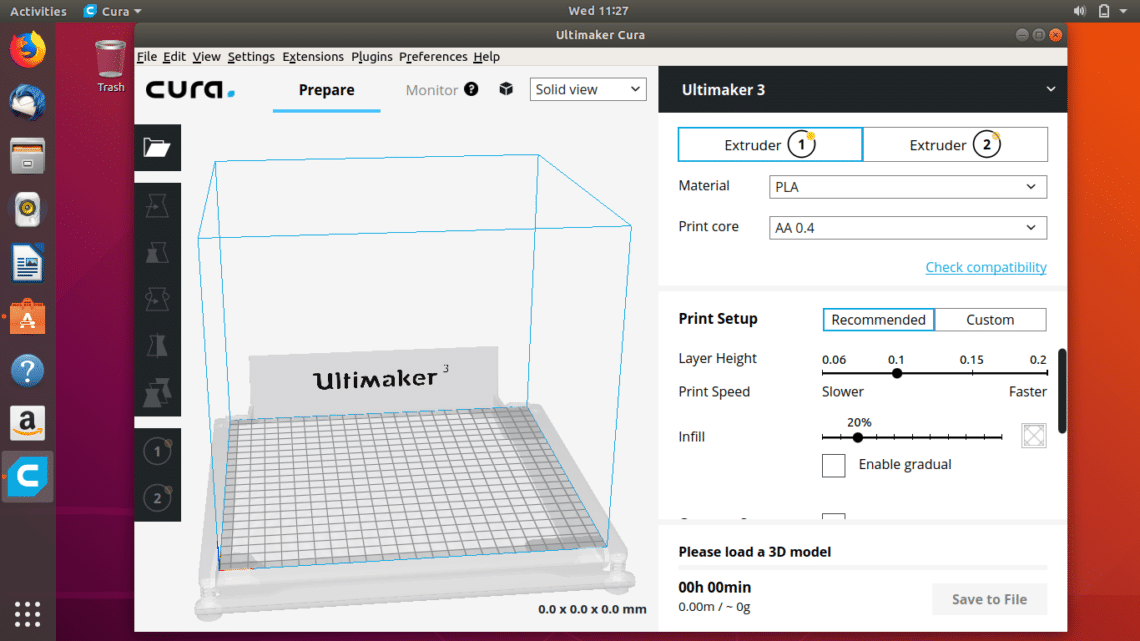 Activities Cura Wed 11:27
Ultimaker Cura
Trash
File Edit View Settings Extensions Plugins Preferences Help
cura.
Prepare Monitor ? Solid view
Ultimaker 3
Extruder 1 Extruder 2
Material PLA
Print core AA 0.4
Check compatibility
Print Setup Recommended Custom
Layer Height 0.06 0.1 0.15 0.2
Print Speed Slower Faster
Infill 20%
Enable gradual
Ultimaker 3
1
2
Please load a 3D model
00h 00min
0.00m / ~ 0g
Save to File
0.0 x 0.0 x 0.0 mm